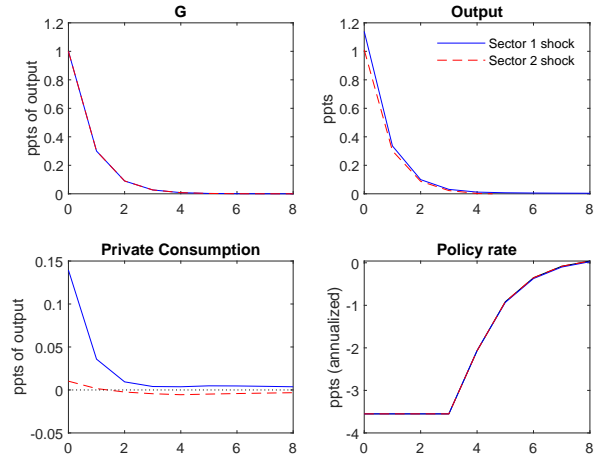 G
ppts of output
1.2
1
0.8
0.6
0.4
0.2
0
0 2 4 6 8
Output
ppts
1.2
1
0.8
0.6
0.4
0.2
0
Sector 1 shock
Sector 2 shock
0 2 4 6 8
Private Consumption
ppts of output
0.15
0.1
0.05
0
-0.05
0 2 4 6 8
Policy rate
ppts (annualized)
0
-1
-2
-3
-4
0 2 4 6 8